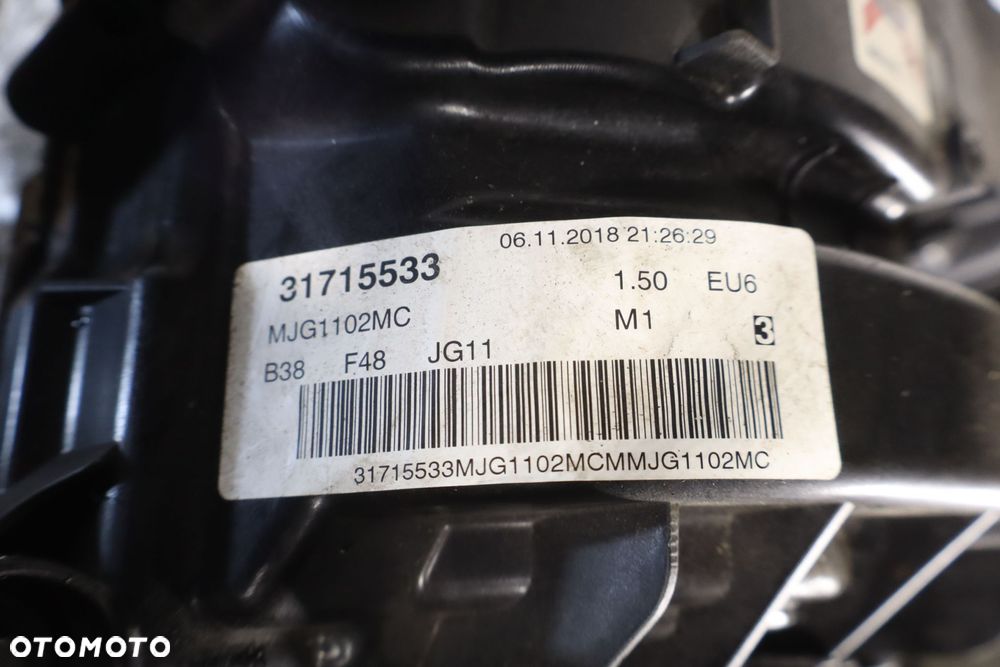 06.11.2018 21:26:29
31715533
1.50 EU6
MJG1102MC
M1 3
B38 F48 JG11
31715533MJG1102MCMMJG1102MC
OTOMOTO